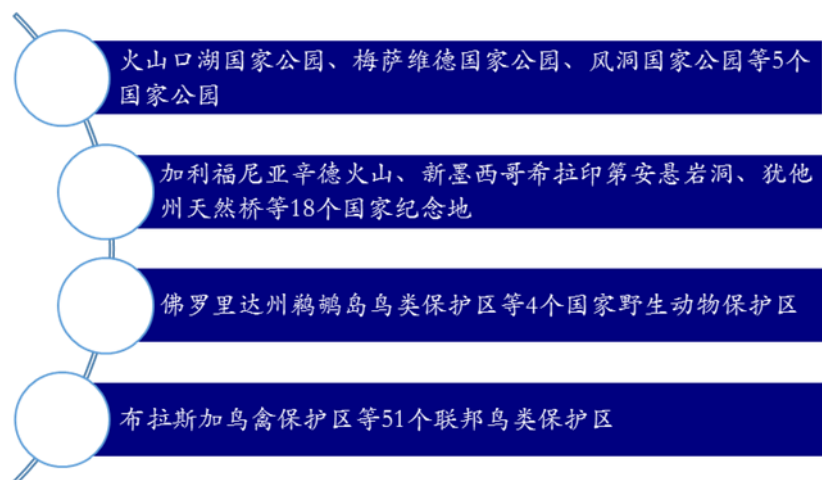 火山口湖国家公园、梅萨维德国家公园、风洞国家公园等5个
国家公园
加利福尼亚辛德火山、新墨西哥希拉印第安悬岩洞、犹他
州天然桥等18个国家纪念地
佛罗里达州鹈鹕岛鸟类保护区等4个国家野生动物保护区
布拉斯加鸟禽保护区等51个联邦鸟类保护区